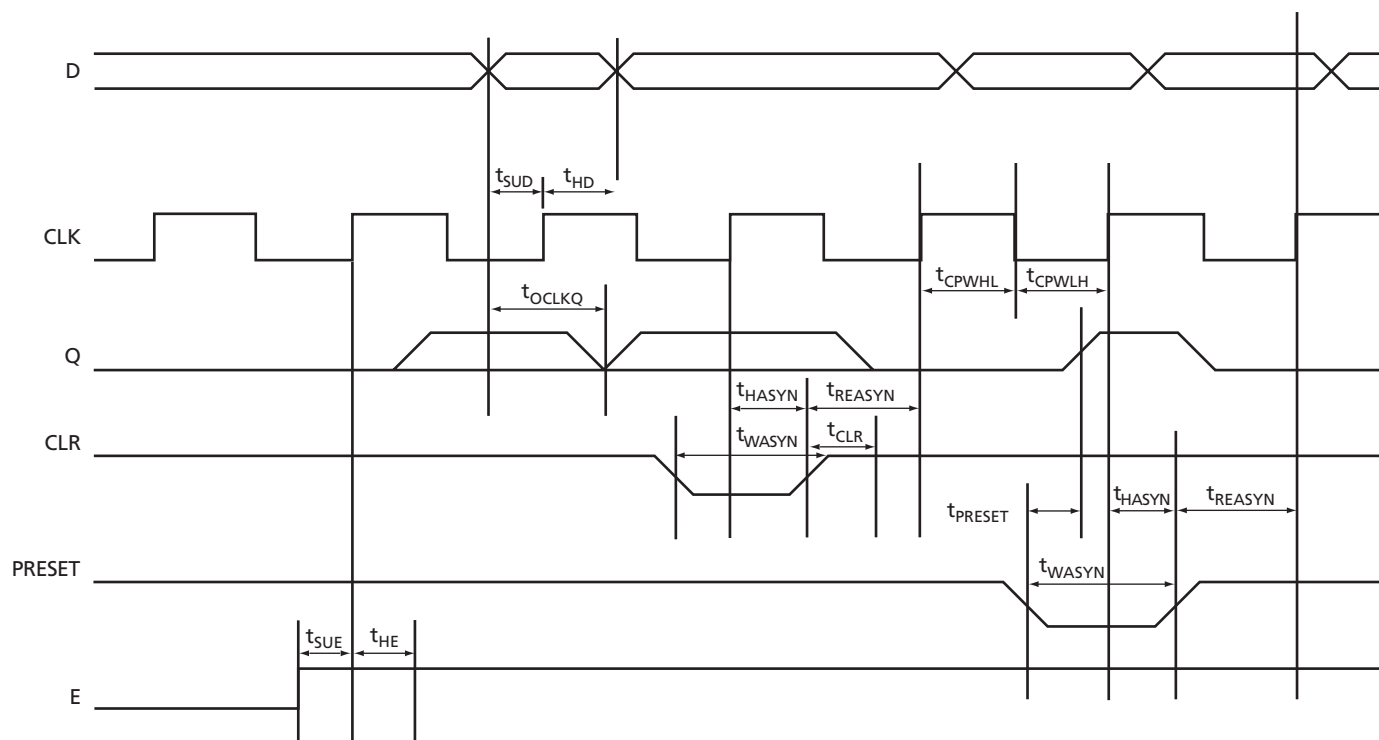 D
tSUD
tHD
CLK
tCPWHL
tCPWLH
tOCLKQ
Q
tHASYN
tREASYN
CLR
tWASYN
tCLR
tPRESET
tHASYN
tREASYN
PRESET
tWASYN
tSUE
tHE
E